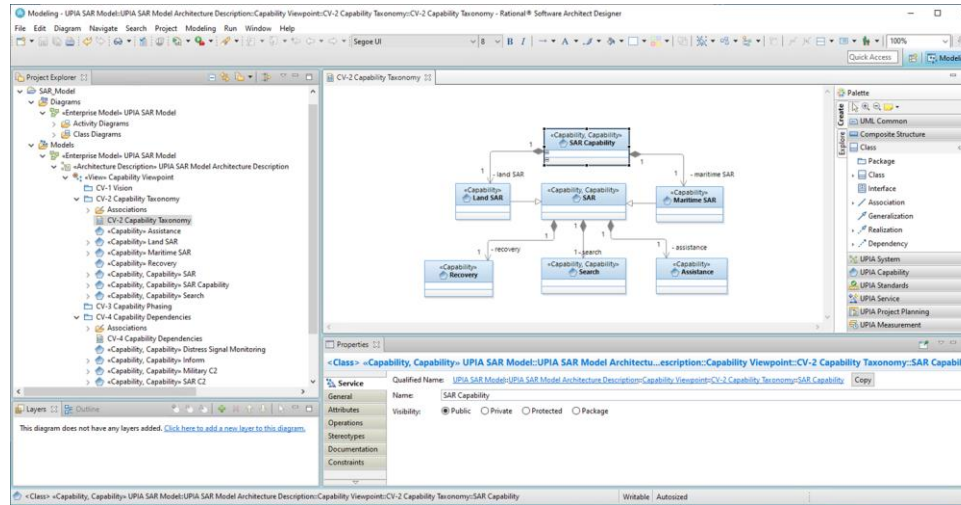 Modeling - UPIA SAR Model::UPIA SAR Model Architecture Description::Capability Viewpoint::CV-2 Capability Taxonomy::CV-2 Capability Taxonomy - Rational® Software Architect Designer
File Edit Diagram Navigate Search Project Modeling Run Window Help
Segoe UI 8 B I A 100%
Quick Access Modeli
Project Explorer
SAR_Model
Diagrams
«Enterprise Model» UPIA SAR Model
Activity Diagrams
Class Diagrams
Models
«Enterprise Model» UPIA SAR Model
«Architecture Description» UPIA SAR Model Architecture Description
«View» Capability Viewpoint
CV-1 Vision
CV-2 Capability Taxonomy
Associations
CV-2 Capability Taxonomy
«Capability» Assistance
«Capability» Land SAR
«Capability» Maritime SAR
«Capability» Recovery
«Capability, Capability» SAR
«Capability, Capability» SAR Capability
«Capability, Capability» Search
CV-3 Capability Phasing
CV-4 Capability Dependencies
Associations
CV-4 Capability Dependencies
«Capability, Capability» Distress Signal Monitoring
«Capability, Capability» Inform
«Capability, Capability» Military C2
«Capability, Capability» SAR C2
Layers Outline
This diagram does not have any layers added. Click here to add a new layer to this diagram.
CV-2 Capability Taxonomy
«Capability, Capability»
SAR Capability
1 1
- land SAR - maritime SAR
1 1
«Capability»
Land SAR
«Capability, Capability»
SAR
«Capability»
Maritime SAR
1 1 1
- recovery - search - assistance
1 1 1
«Capability»
Recovery
«Capability, Capability»
Search
«Capability»
Assistance
Palette
Create
Explore
UML Common
Composite Structure
Class
Package
Class
Interface
Association
Generalization
Realization
Dependency
UPIA System
UPIA Capability
UPIA Standards
UPIA Service
UPIA Project Planning
UPIA Measurement
Properties
<Class> «Capability, Capability» UPIA SAR Model::UPIA SAR Model Architectu...escription::Capability Viewpoint::CV-2 Capability Taxonomy::SAR Capabil
Service
General
Attributes
Operations
Stereotypes
Documentation
Constraints
Qualified Name: UPIA SAR Model::UPIA SAR Model Architecture Description::Capability Viewpoint::CV-2 Capability Taxonomy::SAR Capability Copy
Name: SAR Capability
Visibility: Public Private Protected Package
<Class> «Capability, Capability» UPIA SAR Model::UPIA SAR Model Architecture Description::Capability Viewpoint::CV-2 Capability Taxonomy::SAR Capability Writable Autosized